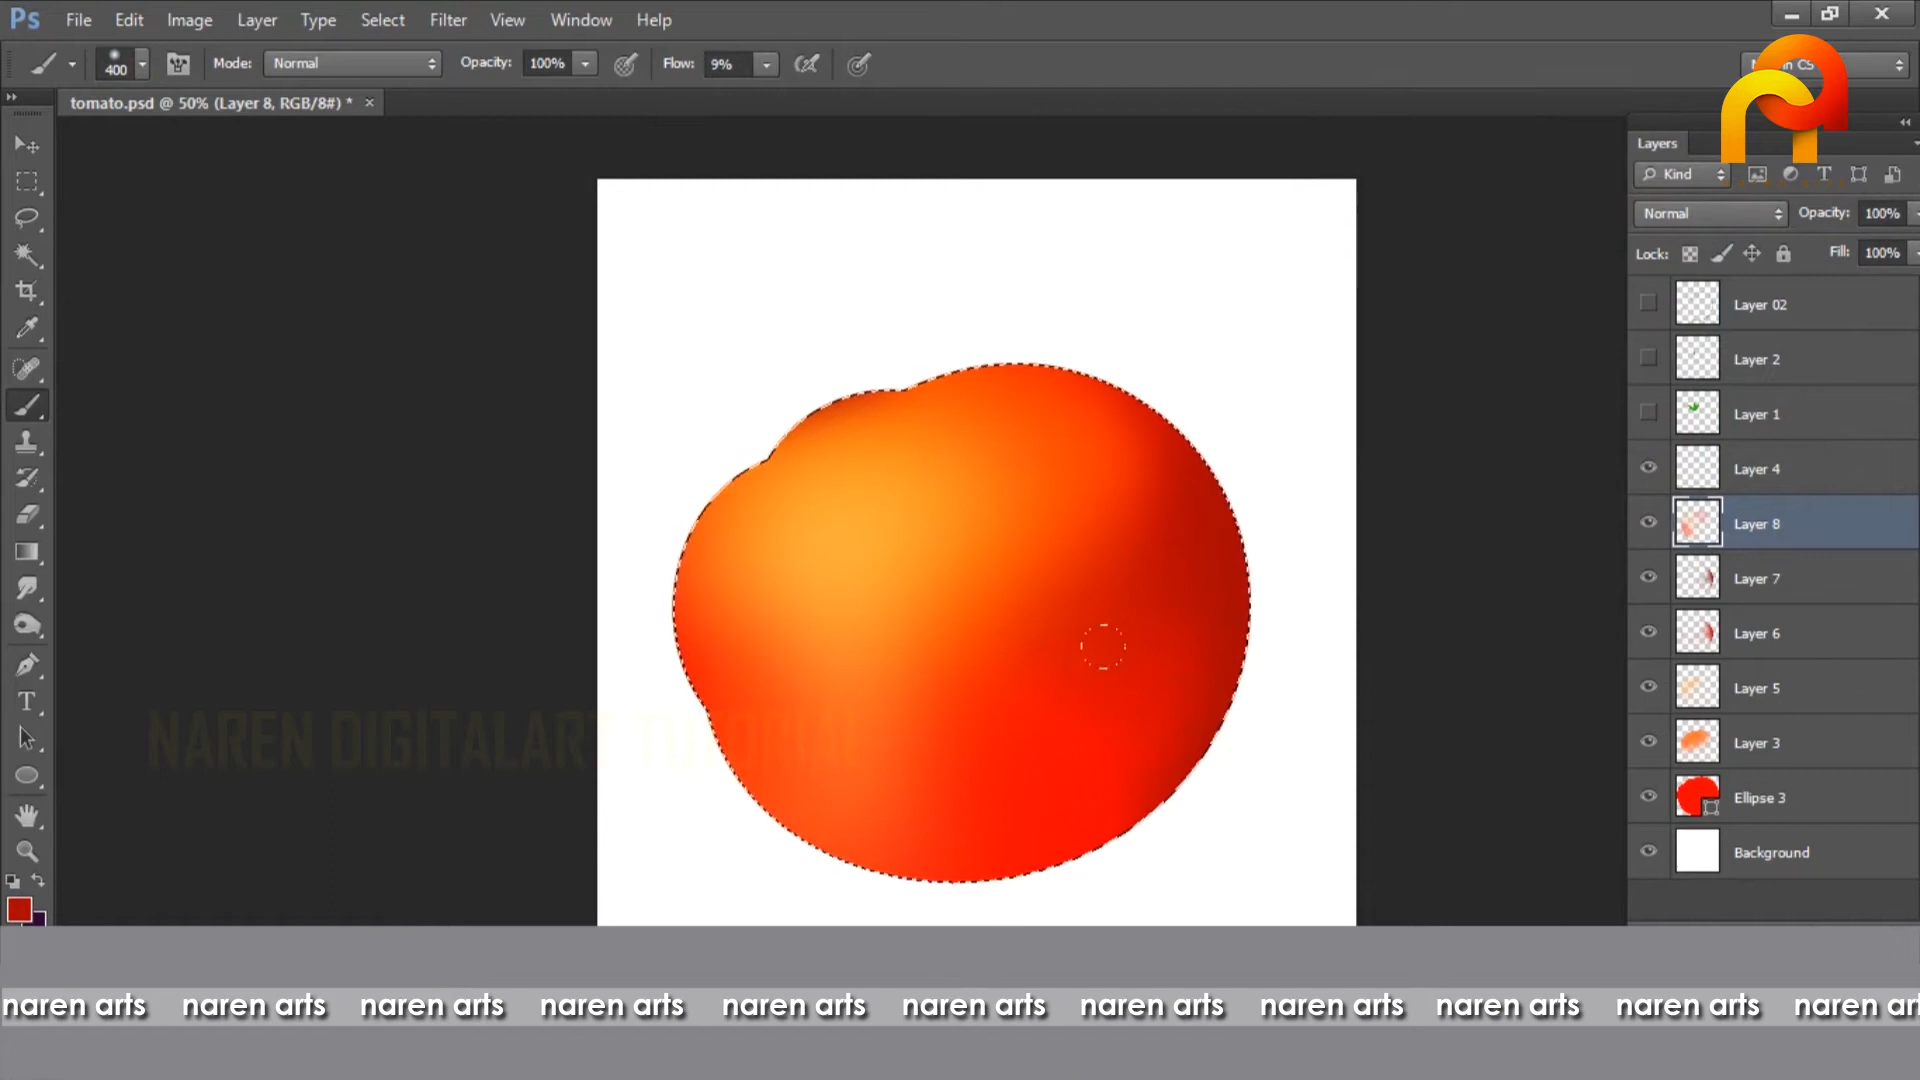 Ps File Edit Image Layer Type Select Filter View Window Help
400 Mode: Normal Opacity: 100% Flow: 9%
tomato.psd @ 50% (Layer 8, RGB/8#) * ×
Layers
Kind
Normal Opacity: 100%
Lock: Fill: 100%
Layer 02
Layer 2
Layer 1
Layer 4
Layer 8
Layer 7
Layer 6
Layer 5
Layer 3
Ellipse 3
Background
NAREN DIGITALART TUTORIAL
naren arts naren arts naren arts naren arts naren arts naren arts naren arts naren arts naren arts naren arts naren art